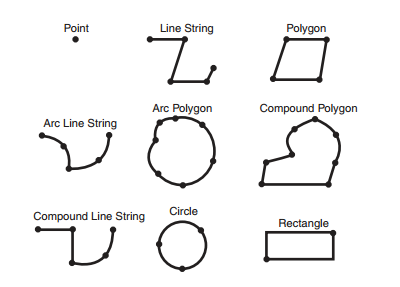 Point
Line String
Polygon
Arc Line String
Arc Polygon
Compound Polygon
Compound Line String
Circle
Rectangle